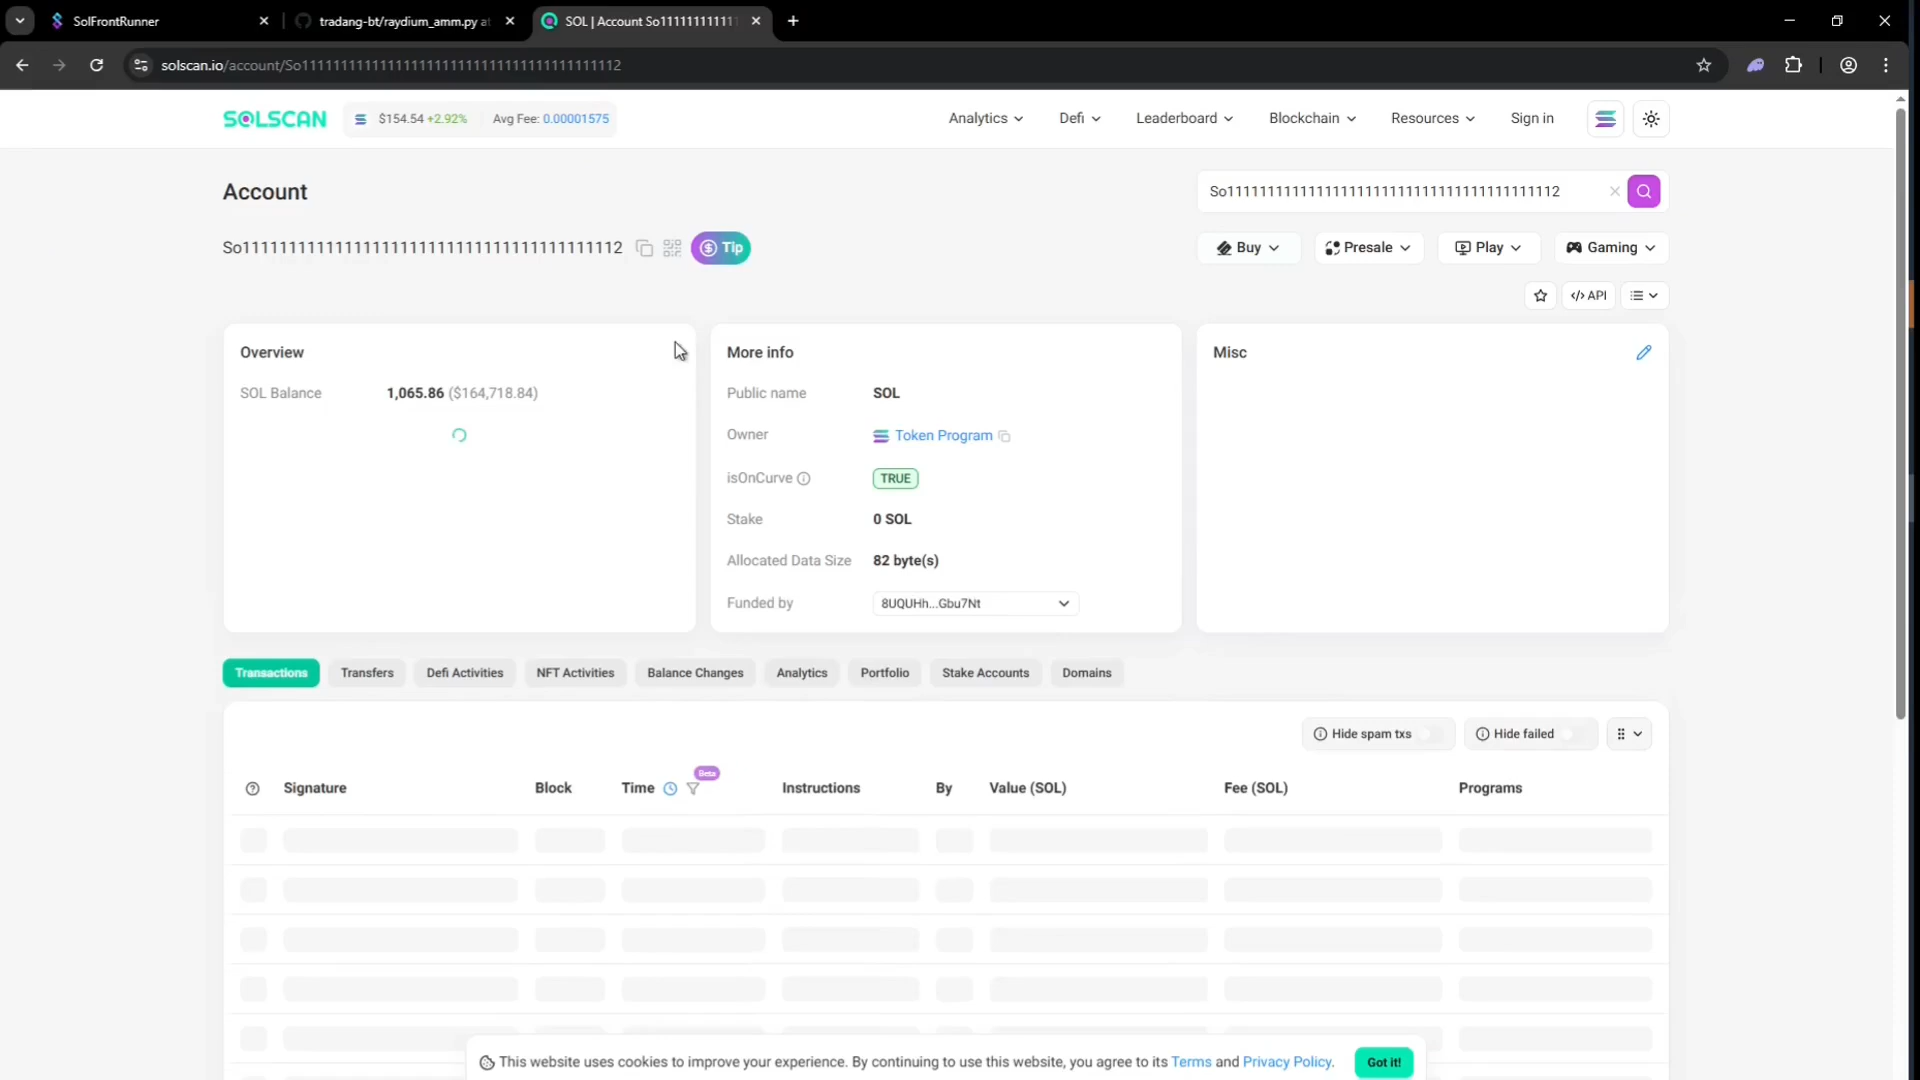 SolFrontRunner
tradang-bt/raydium_amm.py at
SOL | Account So1111111111111
solscan.io/account/So11111111111111111111111111111111111111112
SOLSCAN
$154.54 +2.92%
Avg Fee: 0.00001575
Analytics
Defi
Leaderboard
Blockchain
Resources
Sign in
Account
So11111111111111111111111111111111111111112
So11111111111111111111111111111111111111112
Tip
Buy
Presale
Play
Gaming
</> API
Overview
SOL Balance
1,065.86 ($164,718.84)
More info
Public name
SOL
Owner
Token Program
isOnCurve
TRUE
Stake
0 SOL
Allocated Data Size
82 byte(s)
Funded by
8UQUHh...Gbu7Nt
Misc
Transactions
Transfers
Defi Activities
NFT Activities
Balance Changes
Analytics
Portfolio
Stake Accounts
Domains
Hide spam txs
Hide failed
Signature
Block
Time
Beta
Instructions
By
Value (SOL)
Fee (SOL)
Programs
This website uses cookies to improve your experience. By continuing to use this website, you agree to its Terms and Privacy Policy.
Got it!